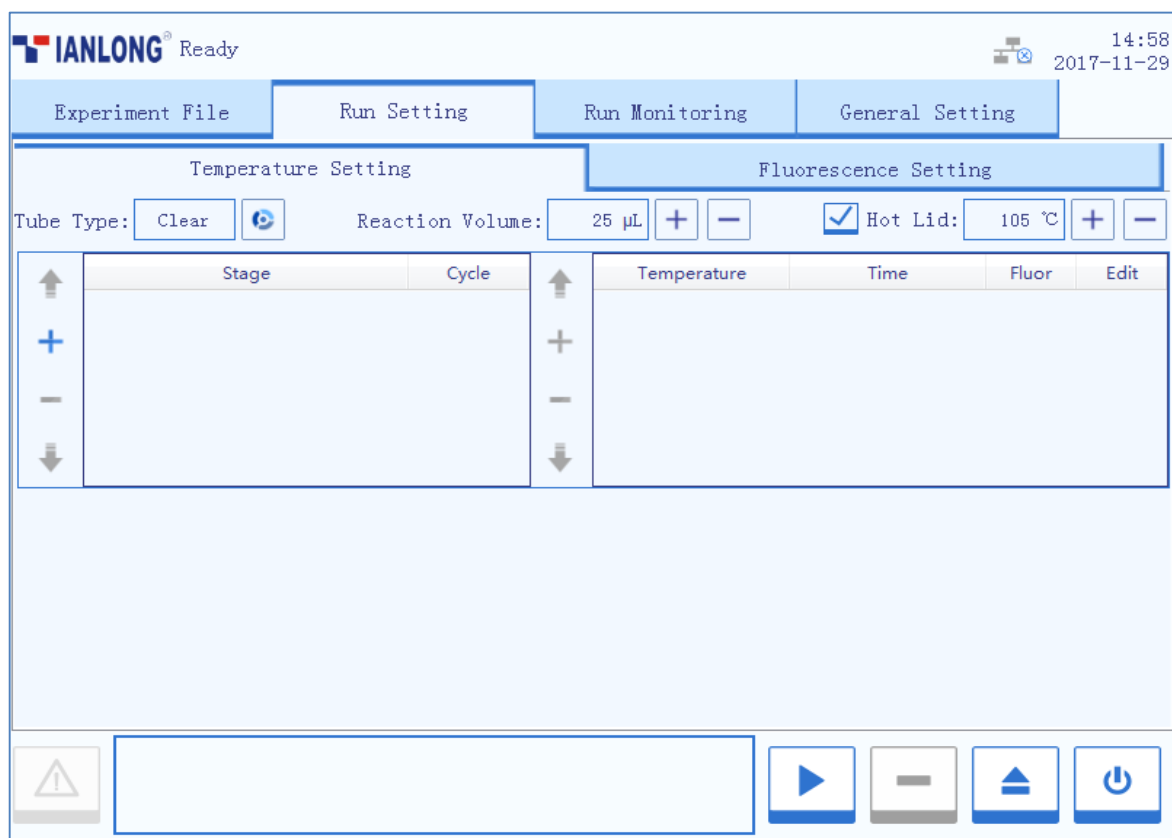 TIANLONG® Ready
14:58
2017-11-29
Experiment File Run Setting Run Monitoring General Setting
Temperature Setting Fluorescence Setting
Tube Type: Clear Reaction Volume: 25 μL Hot Lid: 105 ℃
Stage Cycle Temperature Time Fluor Edit